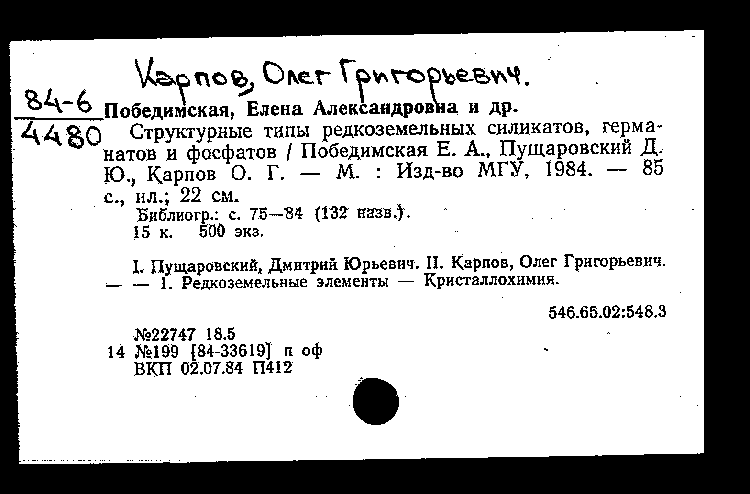 Карпов, Олег Григорьевич.
84-6
4480
Победимская, Елена Александровна и др.
Структурные типы редкоземельных силикатов, герма-
натов и фосфатов / Победимская Е. А., Пущаровский Д.
Ю., Карпов О. Г. — М. : Изд-во МГУ, 1984. — 85
с., ил.; 22 см.
Библиогр.: с. 75—84 (132 назв.).
15 к. 500 экз.
I. Пущаровский, Дмитрий Юрьевич. II. Карпов, Олег Григорьевич.
— — 1. Редкоземельные элементы — Кристаллохимия.
546.65.02:548.3
№22747 18.5
14 №199 [84-33619] п оф
ВКП 02.07.84 П412